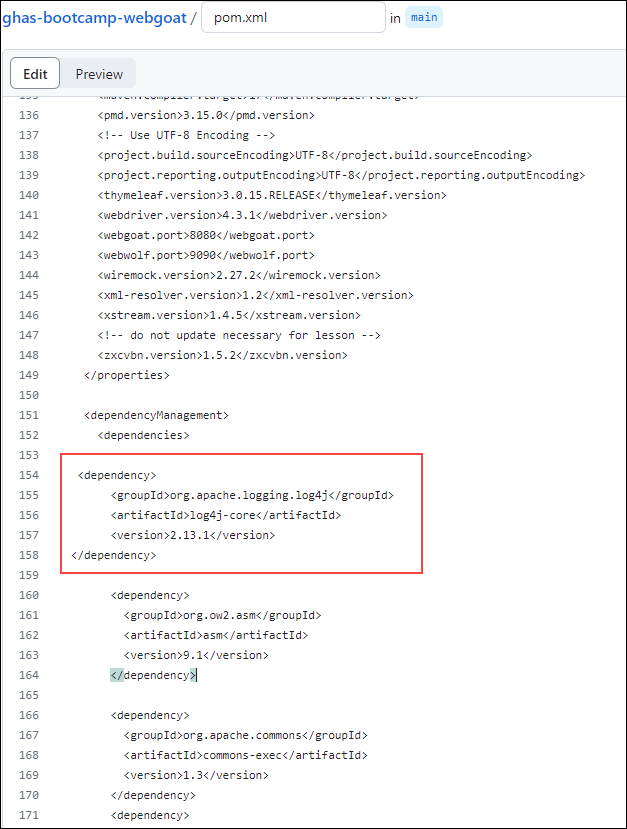 ghas-bootcamp-webgoat / pom.xml in main
Edit Preview
135 <maven.compiler.target>17</maven.compiler.target>
136 <pmd.version>3.15.0</pmd.version>
137 <!-- Use UTF-8 Encoding -->
138 <project.build.sourceEncoding>UTF-8</project.build.sourceEncoding>
139 <project.reporting.outputEncoding>UTF-8</project.reporting.outputEncoding>
140 <thymeleaf.version>3.0.15.RELEASE</thymeleaf.version>
141 <webdriver.version>4.3.1</webdriver.version>
142 <webgoat.port>8080</webgoat.port>
143 <webwolf.port>9090</webwolf.port>
144 <wiremock.version>2.27.2</wiremock.version>
145 <xml-resolver.version>1.2</xml-resolver.version>
146 <xstream.version>1.4.5</xstream.version>
147 <!-- do not update necessary for lesson -->
148 <zxcvbn.version>1.5.2</zxcvbn.version>
149 </properties>
150
151 <dependencyManagement>
152 <dependencies>
153
154 <dependency>
155 <groupId>org.apache.logging.log4j</groupId>
156 <artifactId>log4j-core</artifactId>
157 <version>2.13.1</version>
158 </dependency>
159
160 <dependency>
161 <groupId>org.ow2.asm</groupId>
162 <artifactId>asm</artifactId>
163 <version>9.1</version>
164 </dependency>
165
166 <dependency>
167 <groupId>org.apache.commons</groupId>
168 <artifactId>commons-exec</artifactId>
169 <version>1.3</version>
170 </dependency>
171 <dependency>